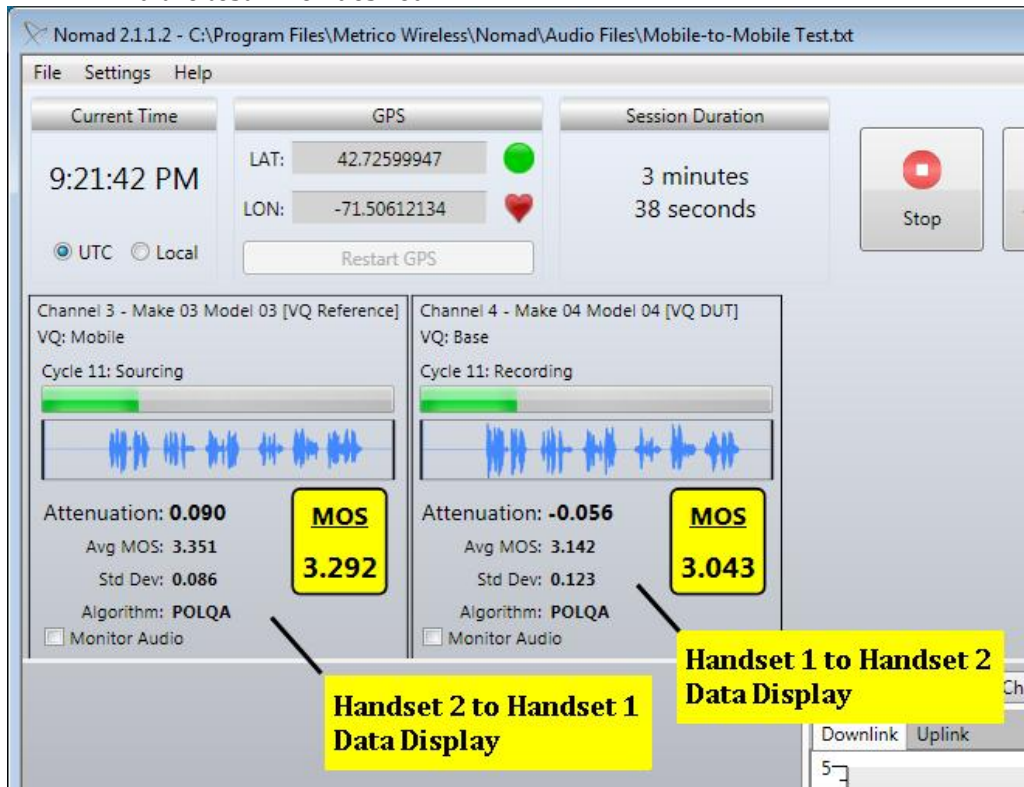 Nomad 2.1.1.2 - C:\Program Files\Metrico Wireless\Nomad\Audio Files\Mobile-to-Mobile Test.txt
File Settings Help
Current Time
9:21:42 PM
UTC Local
GPS
LAT: 42.72599947
LON: -71.50612134
Restart GPS
Session Duration
3 minutes
38 seconds
Stop
Channel 3 - Make 03 Model 03 [VQ Reference]
VQ: Mobile
Cycle 11: Sourcing
Attenuation: 0.090
Avg MOS: 3.351
Std Dev: 0.086
Algorithm: POLQA
Monitor Audio
MOS
3.292
Channel 4 - Make 04 Model 04 [VQ DUT]
VQ: Base
Cycle 11: Recording
Attenuation: -0.056
Avg MOS: 3.142
Std Dev: 0.123
Algorithm: POLQA
Monitor Audio
MOS
3.043
Handset 2 to Handset 1
Data Display
Handset 1 to Handset 2
Data Display
Ch
Downlink Uplink
5